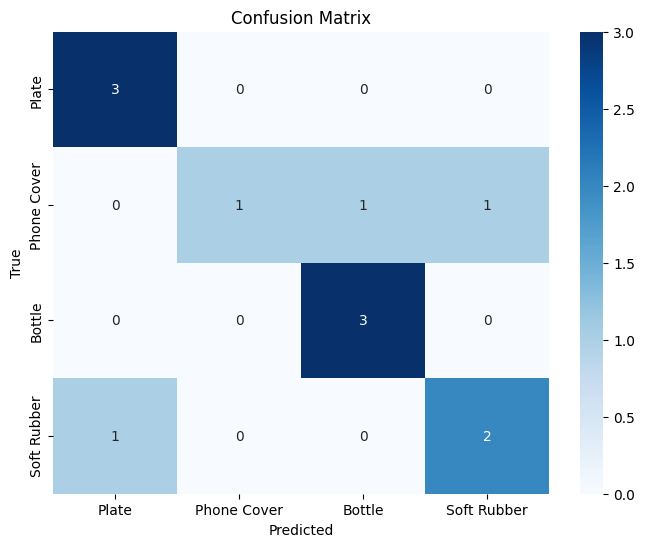 Confusion Matrix
Plate
3 0 0 0
Phone Cover
0 1 1 1
Bottle
0 0 3 0
Soft Rubber
1 0 0 2
True
Plate Phone Cover Bottle Soft Rubber
Predicted
3.0
2.5
2.0
1.5
1.0
0.5
0.0